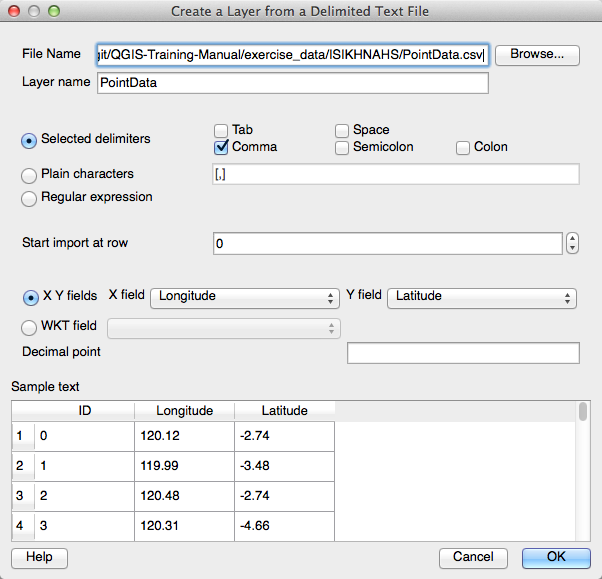 Create a Layer from a Delimited Text File
File Name git/QGIS-Training-Manual/exercise_data/ISIKHNAHS/PointData.csv Browse...
Layer name PointData
Selected delimiters Tab Space
Comma Semicolon Colon
Plain characters [,]
Regular expression
Start import at row 0
X Y fields X field Longitude Y field Latitude
WKT field
Decimal point
Sample text
ID Longitude Latitude
1 0 120.12 -2.74
2 1 119.99 -3.48
3 2 120.48 -2.74
4 3 120.31 -4.66
Help Cancel OK